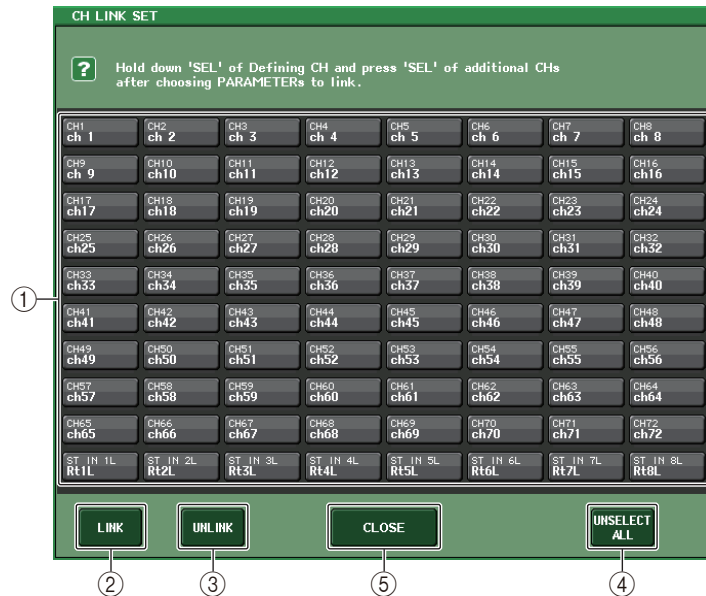 CH LINK SET
? Hold down 'SEL' of Defining CH and press 'SEL' of additional CHs
after choosing PARAMETERs to link.
CH1 CH2 CH3 CH4 CH5 CH6 CH7 CH8
ch 1 ch 2 ch 3 ch 4 ch 5 ch 6 ch 7 ch 8
CH9 CH10 CH11 CH12 CH13 CH14 CH15 CH16
ch 9 ch10 ch11 ch12 ch13 ch14 ch15 ch16
CH17 CH18 CH19 CH20 CH21 CH22 CH23 CH24
ch17 ch18 ch19 ch20 ch21 ch22 ch23 ch24
CH25 CH26 CH27 CH28 CH29 CH30 CH31 CH32
ch25 ch26 ch27 ch28 ch29 ch30 ch31 ch32
CH33 CH34 CH35 CH36 CH37 CH38 CH39 CH40
ch33 ch34 ch35 ch36 ch37 ch38 ch39 ch40
①
CH41 CH42 CH43 CH44 CH45 CH46 CH47 CH48
ch41 ch42 ch43 ch44 ch45 ch46 ch47 ch48
CH49 CH50 CH51 CH52 CH53 CH54 CH55 CH56
ch49 ch50 ch51 ch52 ch53 ch54 ch55 ch56
CH57 CH58 CH59 CH60 CH61 CH62 CH63 CH64
ch57 ch58 ch59 ch60 ch61 ch62 ch63 ch64
CH65 CH66 CH67 CH68 CH69 CH70 CH71 CH72
ch65 ch66 ch67 ch68 ch69 ch70 ch71 ch72
ST IN 1L ST IN 2L ST IN 3L ST IN 4L ST IN 5L ST IN 6L ST IN 7L ST IN 8L
Rt1L Rt2L Rt3L Rt4L Rt5L Rt6L Rt7L Rt8L
LINK UNLINK CLOSE UNSELECT
ALL
② ③ ⑤ ④